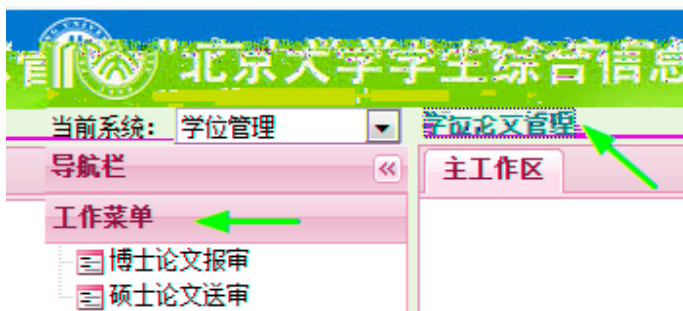 北京大学学生综合信息
当前系统： 学位管理 学位论文管理
导航栏 主工作区
工作菜单
博士论文报审
硕士论文送审